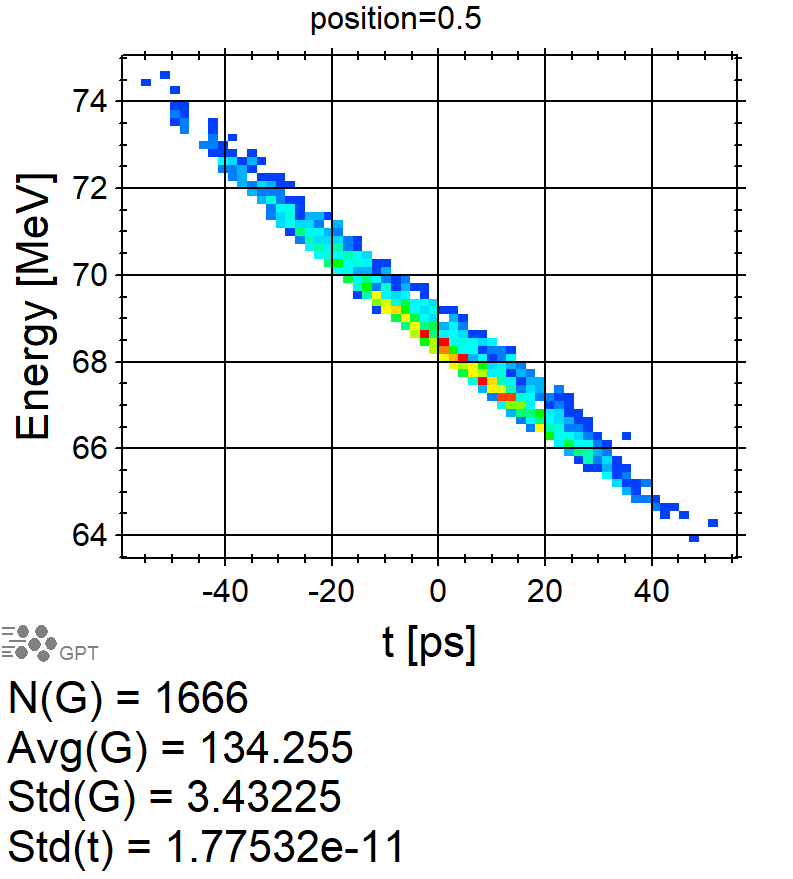 position=0.5
Energy [MeV]
74
72
70
68
66
64
-40 -20 0 20 40
t [ps]
GPT
N(G) = 1666
Avg(G) = 134.255
Std(G) = 3.43225
Std(t) = 1.77532e-11